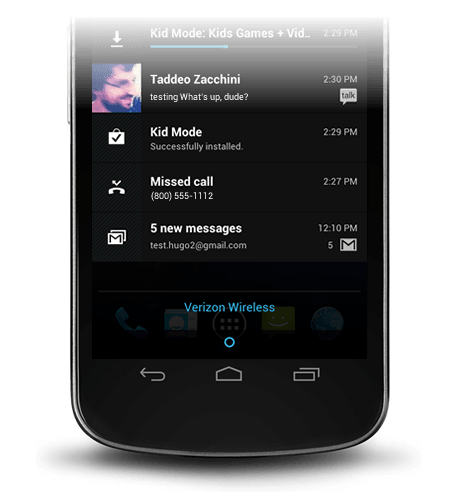 Kid Mode: Kids Games + Vid..
2:29 PM
Taddeo Zacchini
2:30 PM
testing What's up, dude?
talk
Kid Mode
2:29 PM
Successfully installed.
Missed call
2:27 PM
(800) 555-1112
5 new messages
12:10 PM
test.hugo2@gmail.com
5
Verizon Wireless